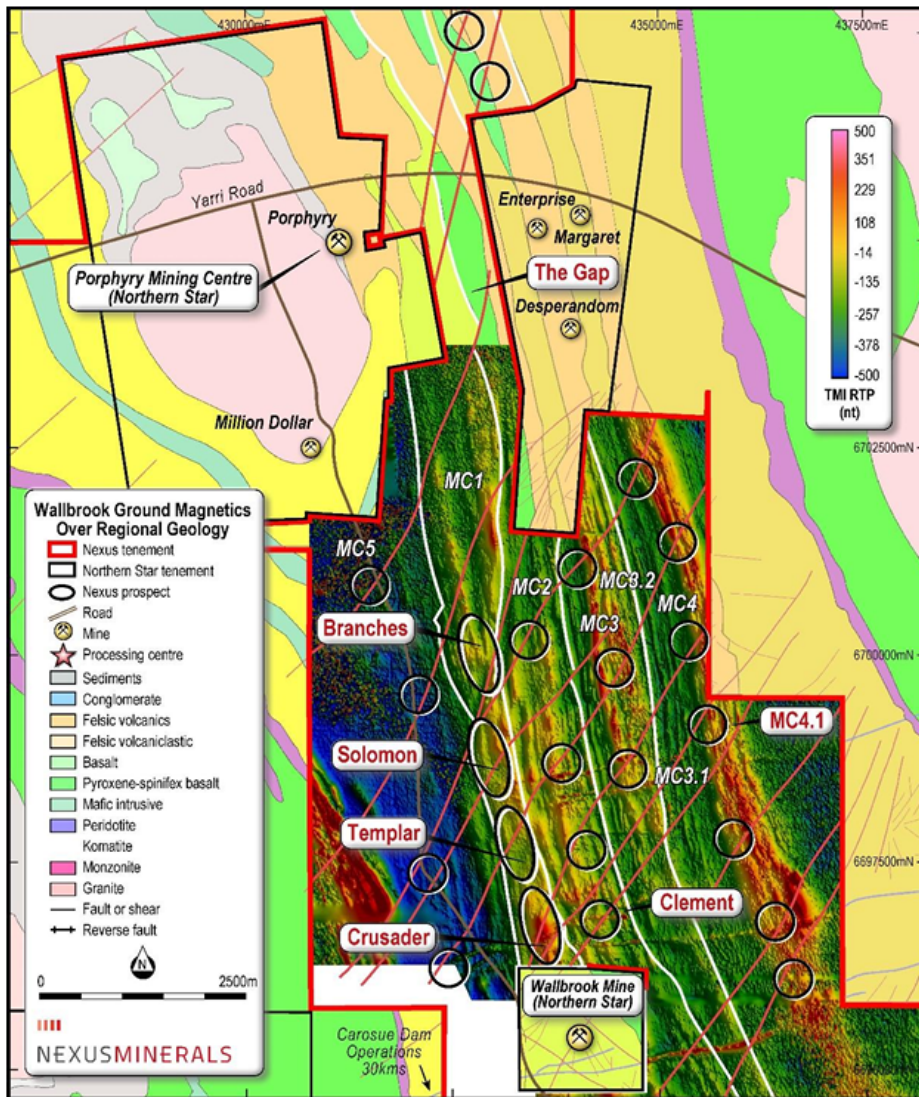 430000mE
435000mE
437500mE
Yarri Road
Porphyry
Porphyry Mining Centre
(Northern Star)
Enterprise
Margaret
The Gap
Desperandom
Million Dollar
500
351
229
108
-14
-135
-257
-378
-500
TMI RTP
(nt)
6702500mN
MC1
MC5
MC2
MC3.2
MC3
MC4
Branches
6700000mN
Solomon
MC4.1
MC3.1
Templar
6697500mN
Clement
Crusader
Wallbrook Mine
(Northern Star)
Carosue Dam
Operations
30kms
Wallbrook Ground Magnetics
Over Regional Geology
Nexus tenement
Northern Star tenement
Nexus prospect
Road
Mine
Processing centre
Sediments
Conglomerate
Felsic volcanics
Felsic volcaniclastic
Basalt
Pyroxene-spinifex basalt
Mafic intrusive
Peridotite
Komatite
Monzonite
Granite
Fault or shear
Reverse fault
N
0
2500m
NEXUSMINERALS